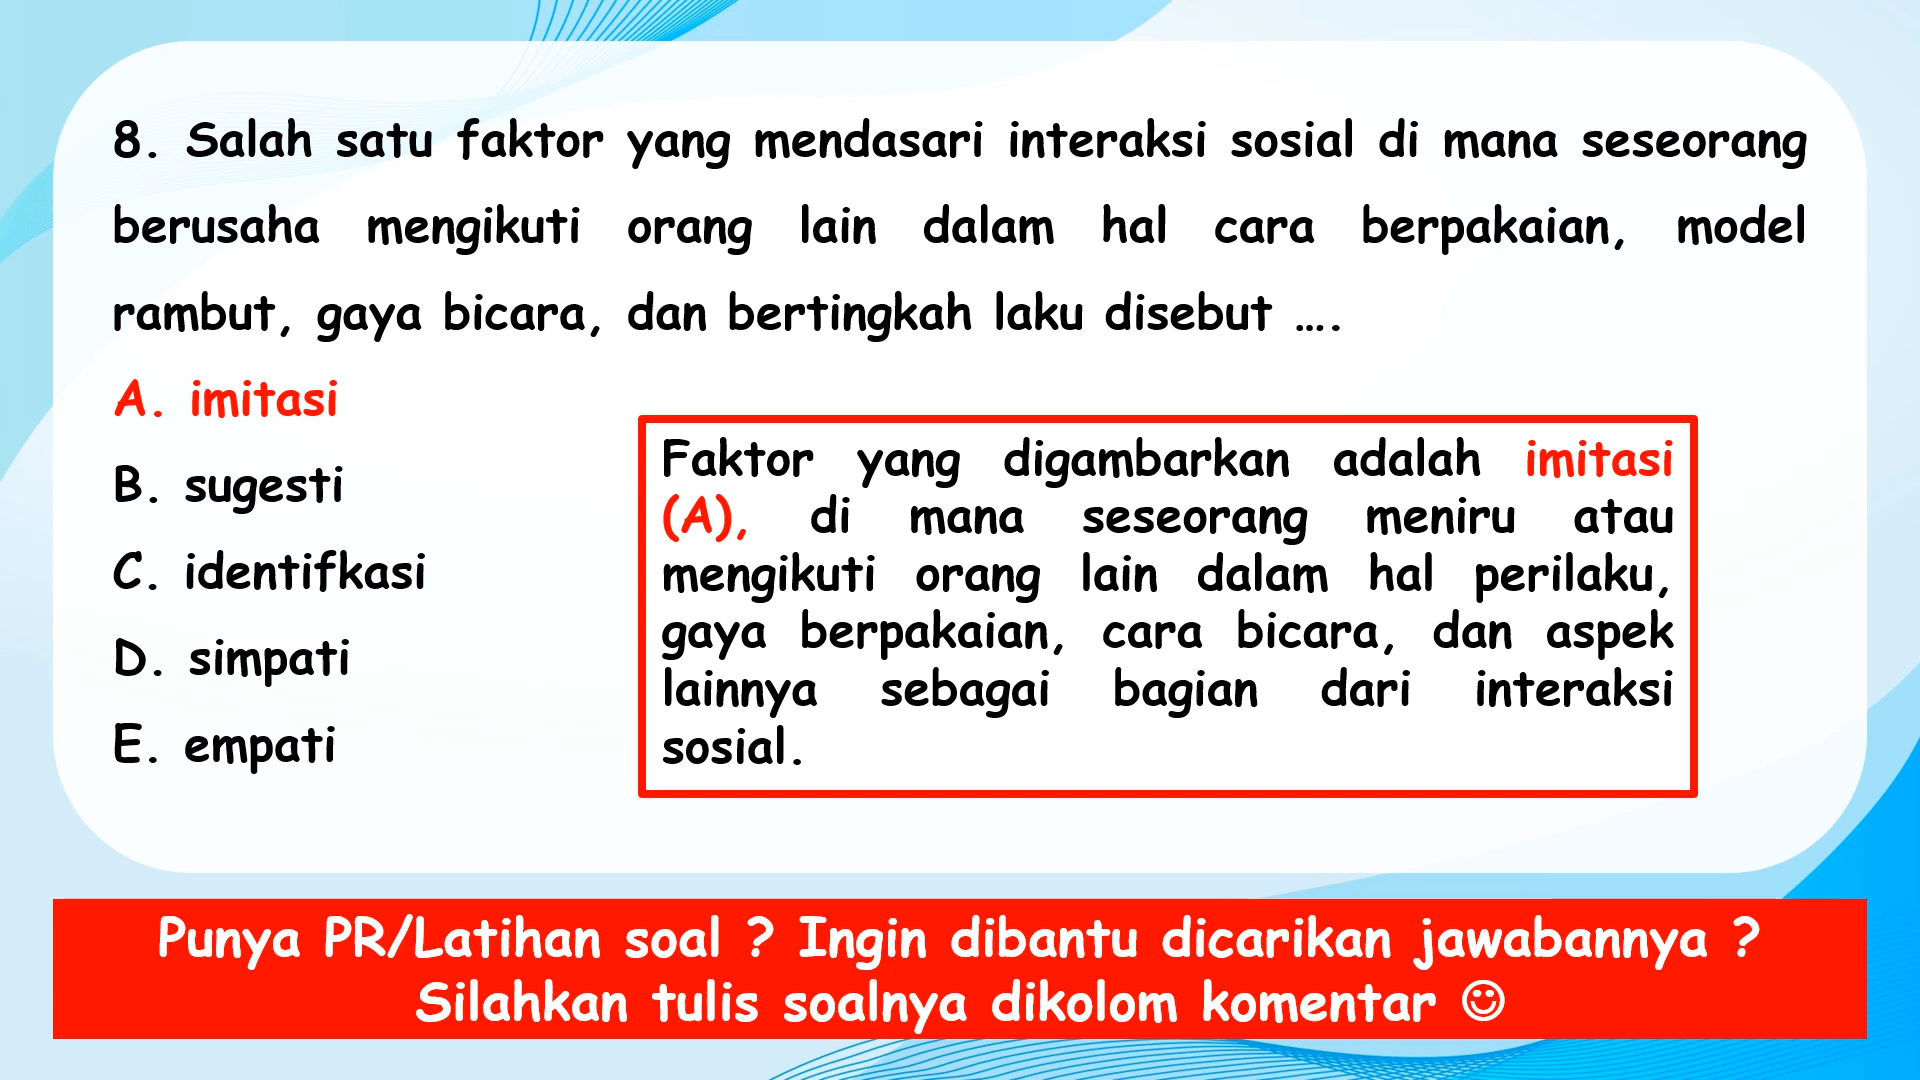 8. Salah satu faktor yang mendasari interaksi sosial di mana seseorang
berusaha mengikuti orang lain dalam hal cara berpakaian, model
rambut, gaya bicara, dan bertingkah laku disebut ….
A. imitasi
B. sugesti
C. identifkasi
D. simpati
E. empati
Faktor yang digambarkan adalah imitasi
(A), di mana seseorang meniru atau
mengikuti orang lain dalam hal perilaku,
gaya berpakaian, cara bicara, dan aspek
lainnya sebagai bagian dari interaksi
sosial.
Punya PR/Latihan soal ? Ingin dibantu dicarikan jawabannya ?
Silahkan tulis soalnya dikolom komentar ☺